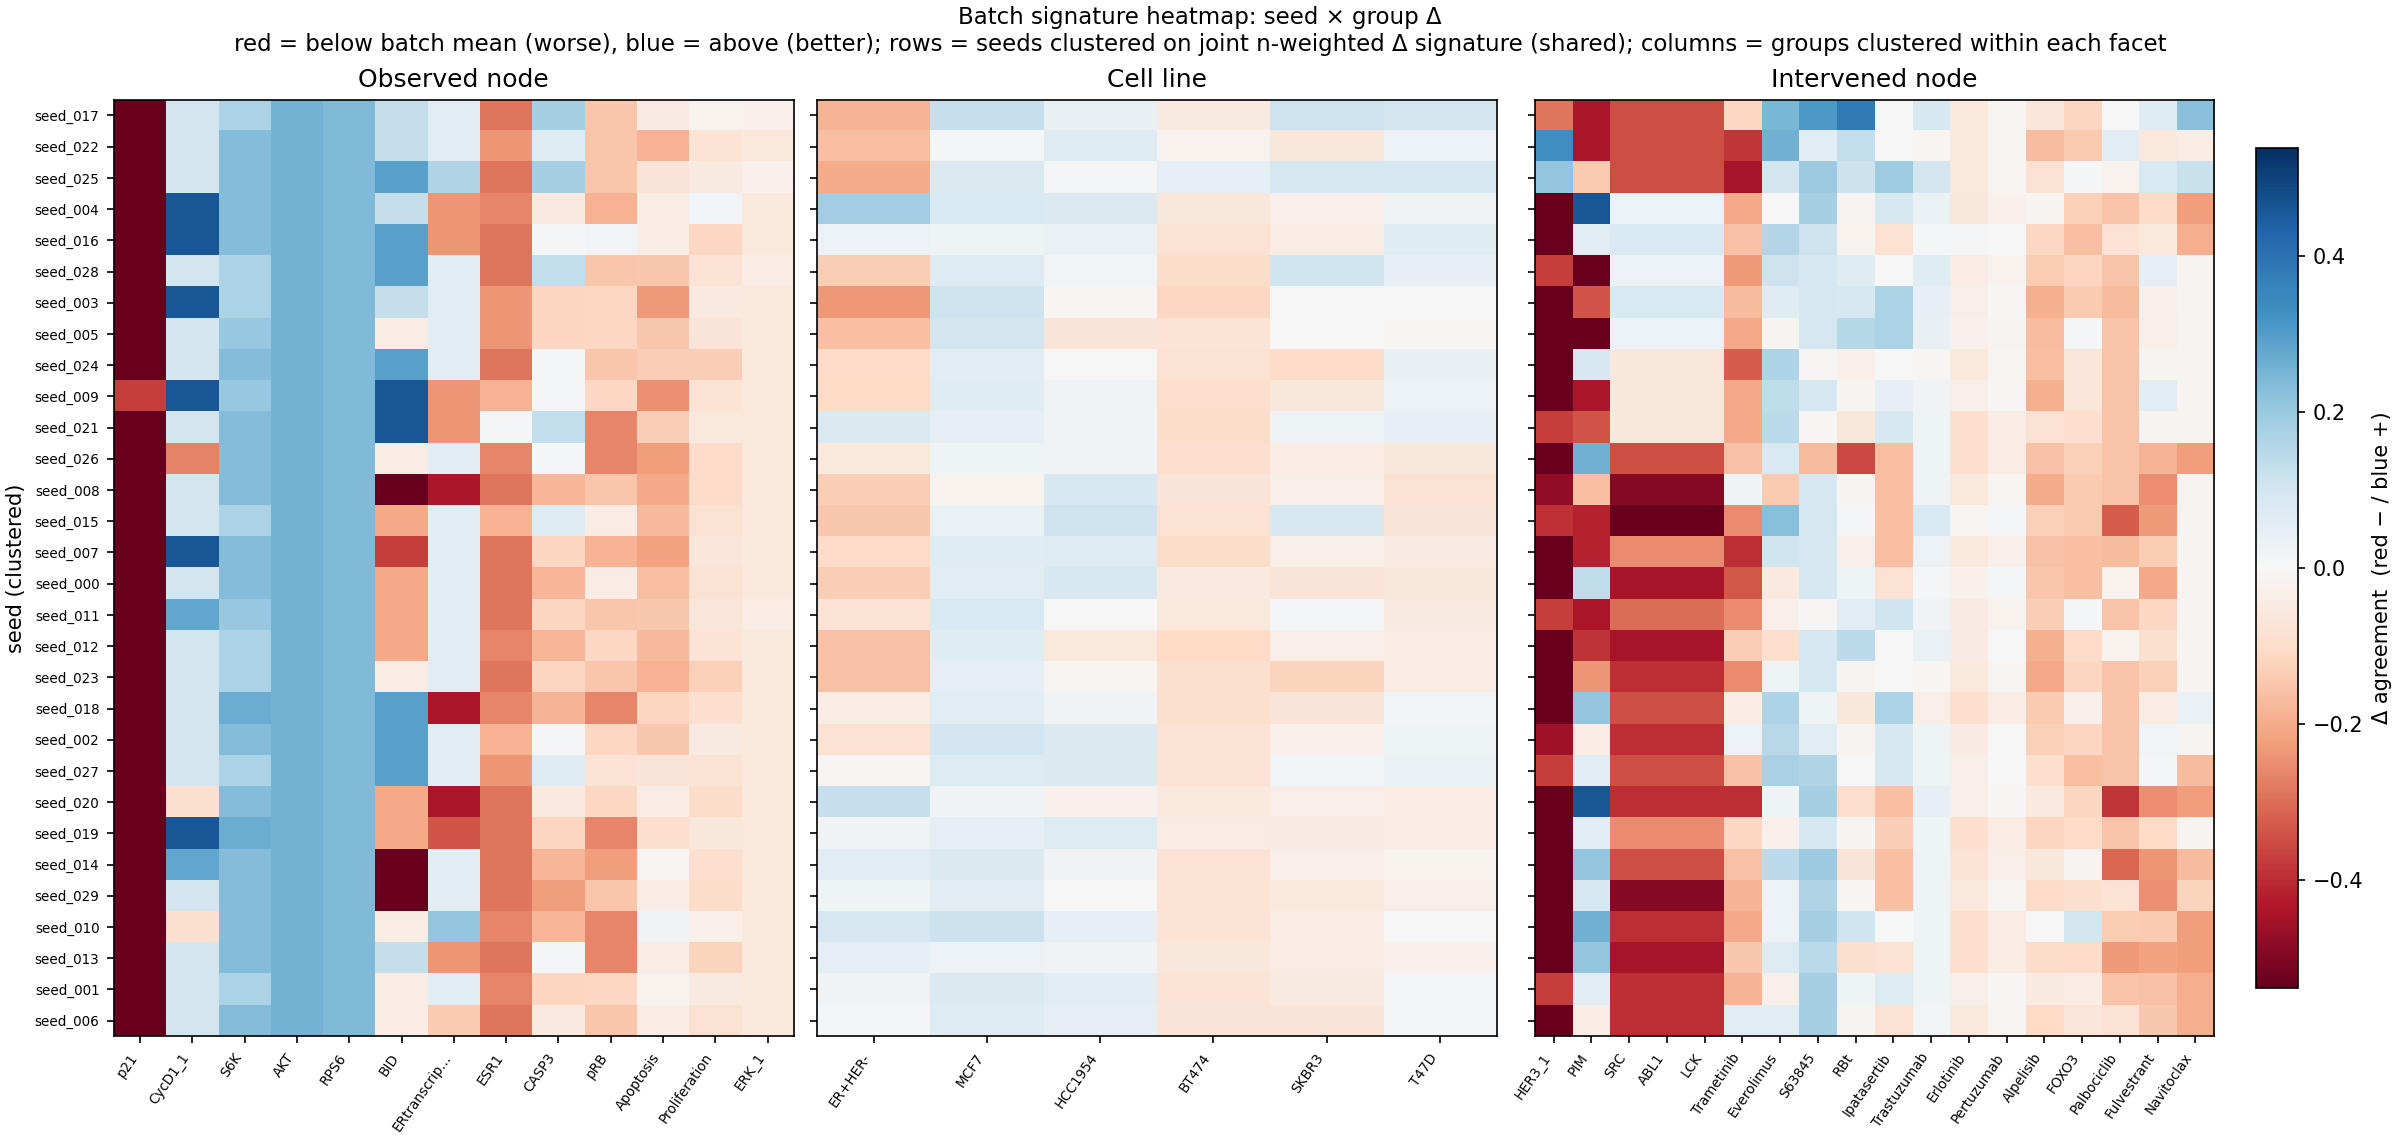 Batch signature heatmap: seed × group Δ
red = below batch mean (worse), blue = above (better); rows = seeds clustered on joint n-weighted Δ signature (shared); columns = groups clustered within each facet
Observed node
Cell line
Intervened node
seed (clustered)
seed_017
seed_022
seed_025
seed_004
seed_016
seed_028
seed_003
seed_005
seed_024
seed_009
seed_021
seed_026
seed_008
seed_015
seed_007
seed_000
seed_011
seed_012
seed_023
seed_018
seed_002
seed_027
seed_020
seed_019
seed_014
seed_029
seed_010
seed_013
seed_001
seed_006
p21
CycD1_1
S6K
AKT
RPS6
BID
ERtranscrip...
ESR1
CASP3
pRB
Apoptosis
Proliferation
ERK_1
ER+HER-
MCF7
HCC1954
BT474
SKBR3
T47D
HER3_1
PIM
SRC
ABL1
LCK
Trametinib
Everolimus
S63845
RBt
Ipatasertib
Trastuzumab
Erlotinib
Pertuzumab
Alpelisib
FOXO3
Palbociclib
Fulvestrant
Navitoclax
0.4
0.2
0.0
−0.2
−0.4
Δ agreement  (red − / blue +)